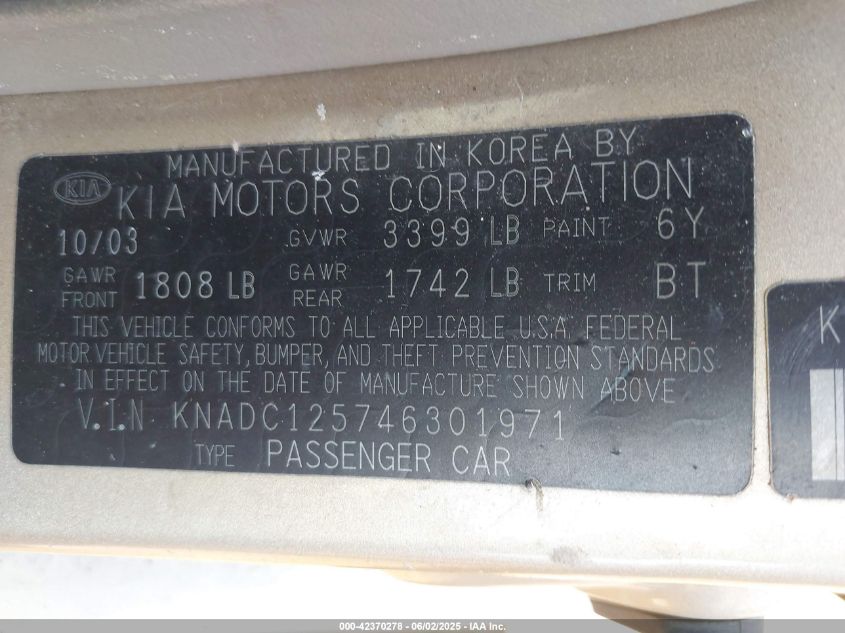 MANUFACTURED IN KOREA BY
KIA KIA MOTORS CORPORATION
10/03 GVWR 3399 LB PAINT 6Y
GAWR FRONT 1808 LB GAWR REAR 1742 LB TRIM BT
THIS VEHICLE CONFORMS TO ALL APPLICABLE U.S.A. FEDERAL
MOTOR VEHICLE SAFETY, BUMPER, AND THEFT PREVENTION STANDARDS
IN EFFECT ON THE DATE OF MANUFACTURE SHOWN ABOVE
V.I.N KNADC125746301971
TYPE PASSENGER CAR
K
000-42370278 - 06/02/2025 - IAA Inc.